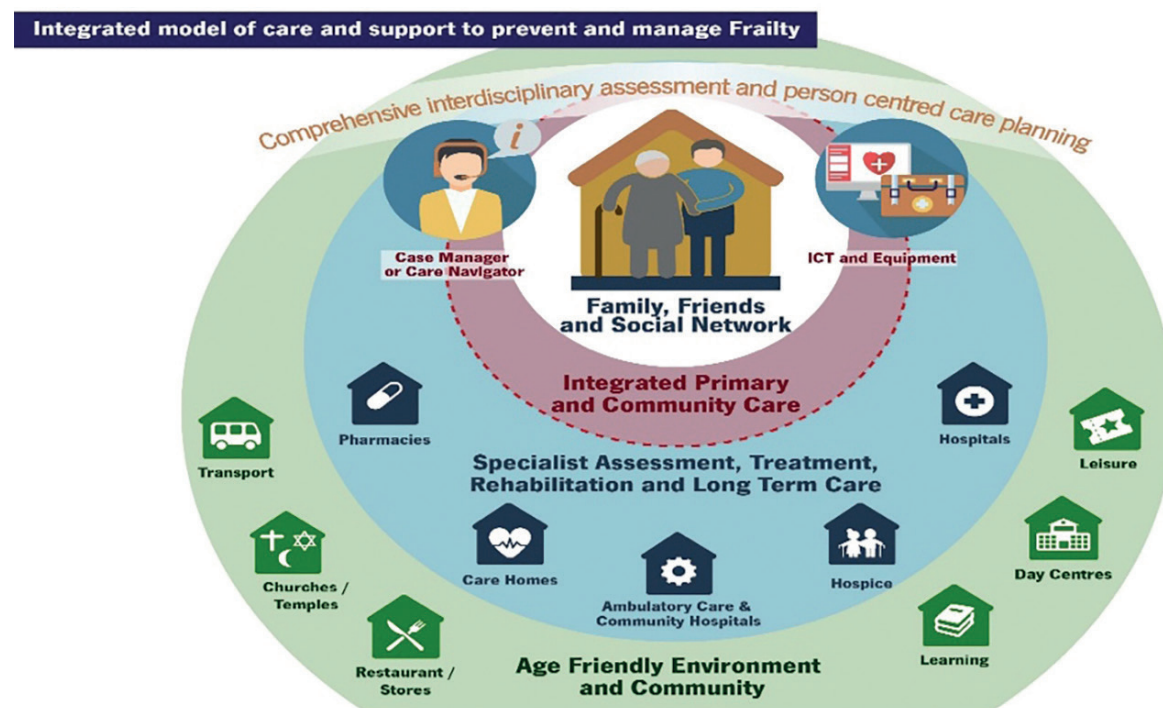 Integrated model of care and support to prevent and manage Frailty
Comprehensive interdisciplinary assessment and person centred care planning
i
Case Manager
or Care Navigator
ICT and Equipment
Family, Friends
and Social Network
Integrated Primary
and Community Care
Pharmacies
Hospitals
Transport
Leisure
Specialist Assessment, Treatment,
Rehabilitation and Long Term Care
Care Homes
Hospice
Day Centres
Churches /
Temples
Ambulatory Care &
Community Hospitals
Restaurant /
Stores
Learning
Age Friendly Environment
and Community